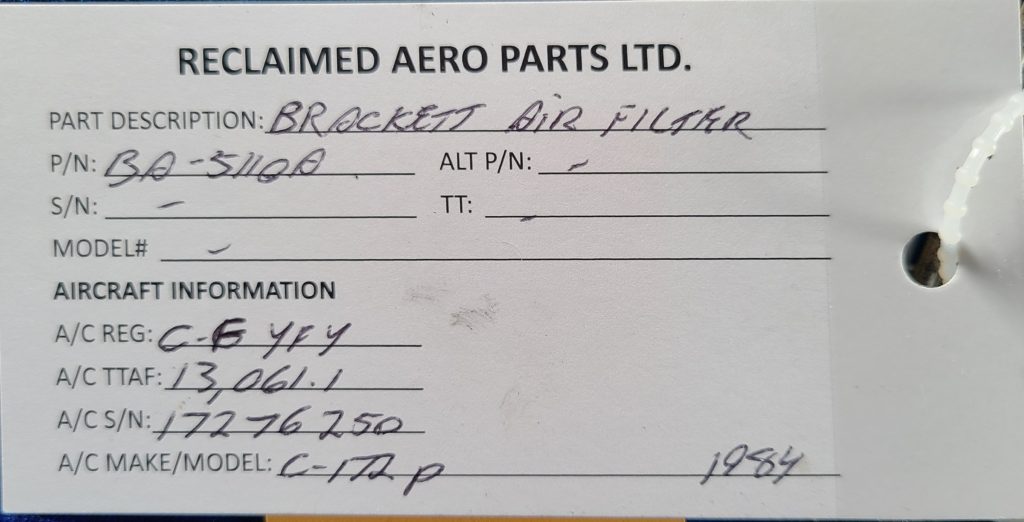 RECLAIMED AERO PARTS LTD.
PART DESCRIPTION: BRACKETT AIR FILTER
P/N: BA-5110A ALT P/N: -
S/N: - TT: -
MODEL# -
AIRCRAFT INFORMATION
A/C REG: C-FYFY
A/C TTAF: 13,061.1
A/C S/N: 17276250
A/C MAKE/MODEL: C-172P 1984